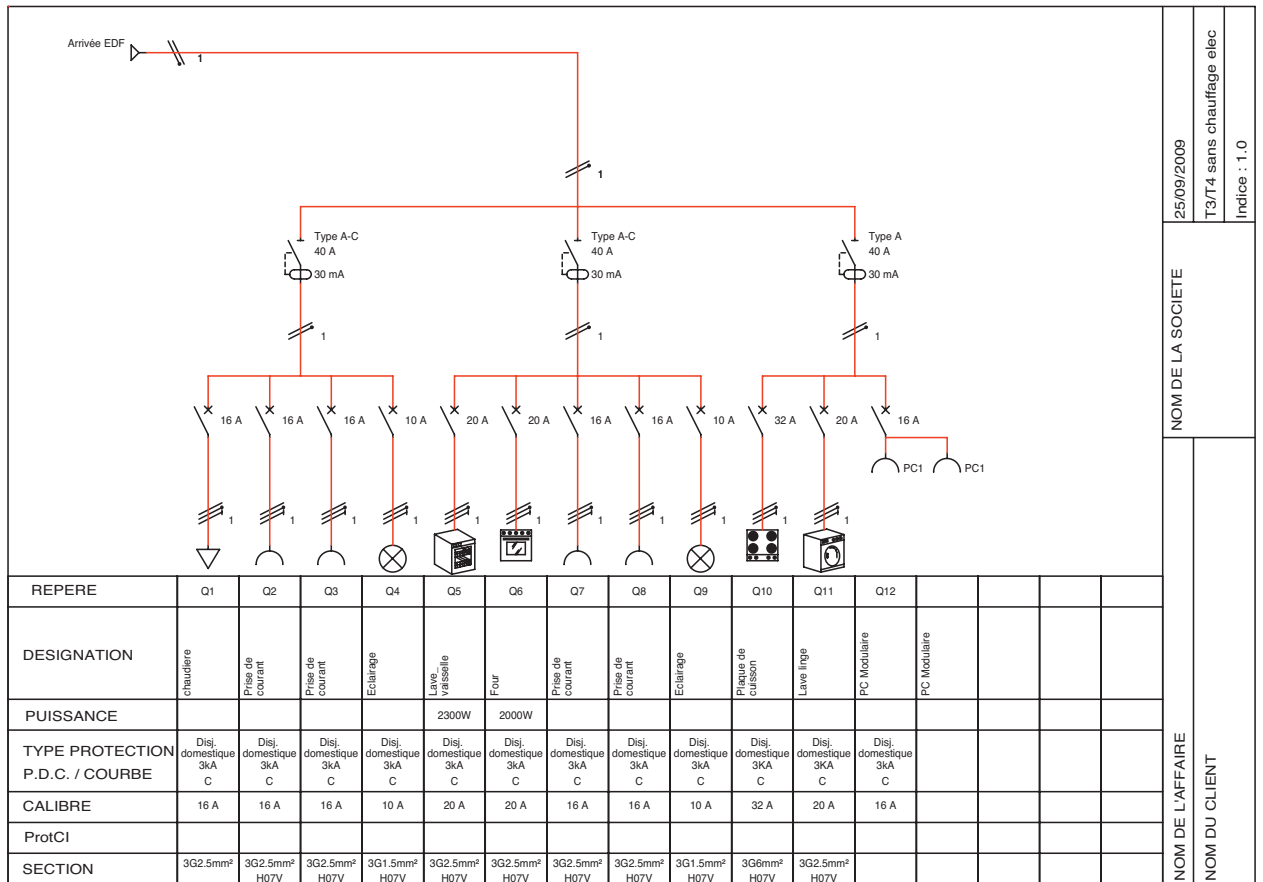 Arrivée EDF
1
1
Type A-C
40 A
30 mA
Type A-C
40 A
30 mA
Type A
40 A
30 mA
1
1
1
16 A
16 A
16 A
10 A
20 A
20 A
16 A
16 A
10 A
32 A
20 A
16 A
PC1
PC1
1
1
1
1
1
1
1
1
1
1
1
REPERE Q1 Q2 Q3 Q4 Q5 Q6 Q7 Q8 Q9 Q10 Q11 Q12
DESIGNATION
chaudiere
Prise de
courant
Prise de
courant
Eclairage
Lave_
vaisselle
Four
Prise de
courant
Prise de
courant
Eclairage
Plaque de
cuisson
Lave linge
PC Modulaire
PC Modulaire
PUISSANCE 2300W 2000W
TYPE PROTECTION
P.D.C. / COURBE
Disj.
domestique
3kA
C
Disj.
domestique
3kA
C
Disj.
domestique
3kA
C
Disj.
domestique
3kA
C
Disj.
domestique
3kA
C
Disj.
domestique
3kA
C
Disj.
domestique
3kA
C
Disj.
domestique
3kA
C
Disj.
domestique
3kA
C
Disj.
domestique
3KA
C
Disj.
domestique
3KA
C
Disj.
domestique
3kA
C
CALIBRE 16 A 16 A 16 A 10 A 20 A 20 A 16 A 16 A 10 A 32 A 20 A 16 A
ProtCI
SECTION
3G2.5mm² 3G2.5mm² 3G2.5mm² 3G1.5mm² 3G2.5mm² 3G2.5mm² 3G2.5mm² 3G2.5mm² 3G1.5mm² 3G6mm² 3G2.5mm²
H07V H07V H07V H07V H07V H07V H07V H07V H07V H07V
25/09/2009
T3/T4 sans chauffage elec
Indice : 1.0
NOM DE LA SOCIETE
NOM DE L'AFFAIRE
NOM DU CLIENT